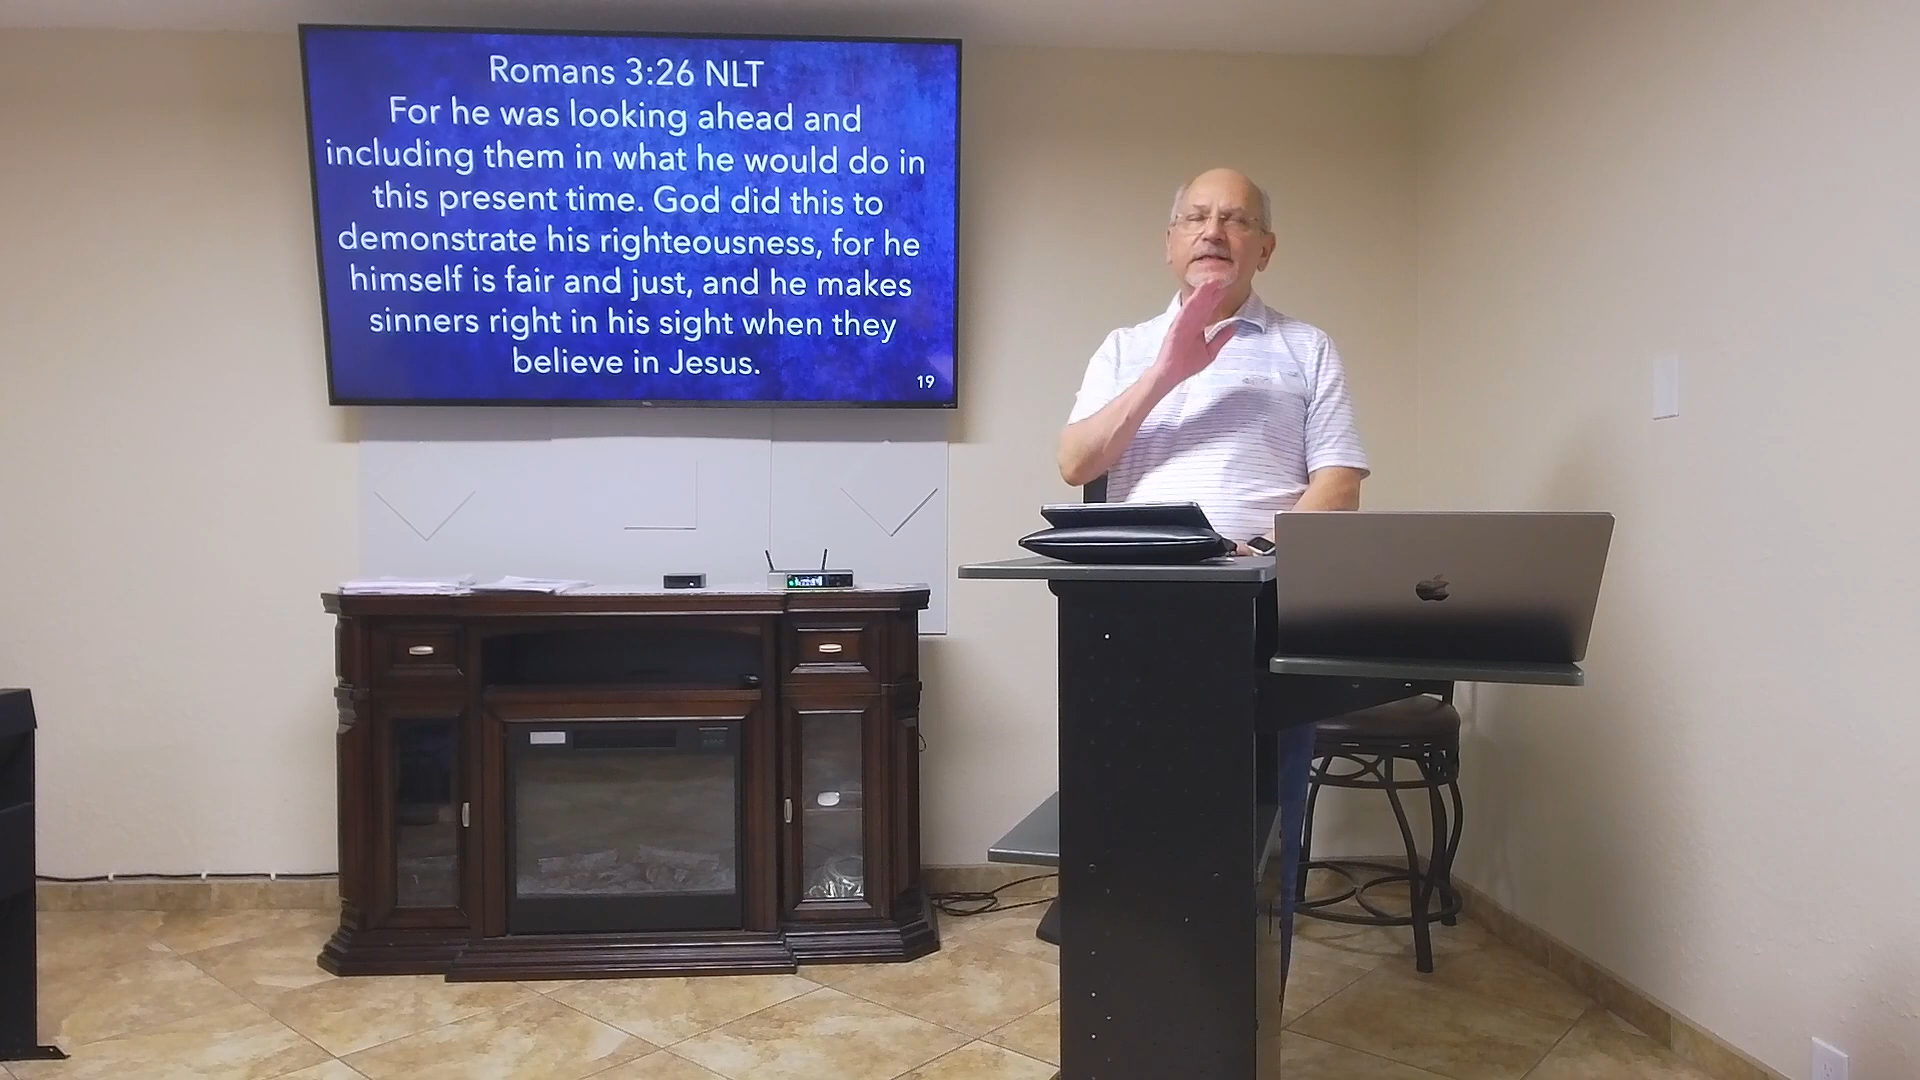 Romans 3:26 NLT
For he was looking ahead and
including them in what he would do in
this present time. God did this to
demonstrate his righteousness, for he
himself is fair and just, and he makes
sinners right in his sight when they
believe in Jesus.
19